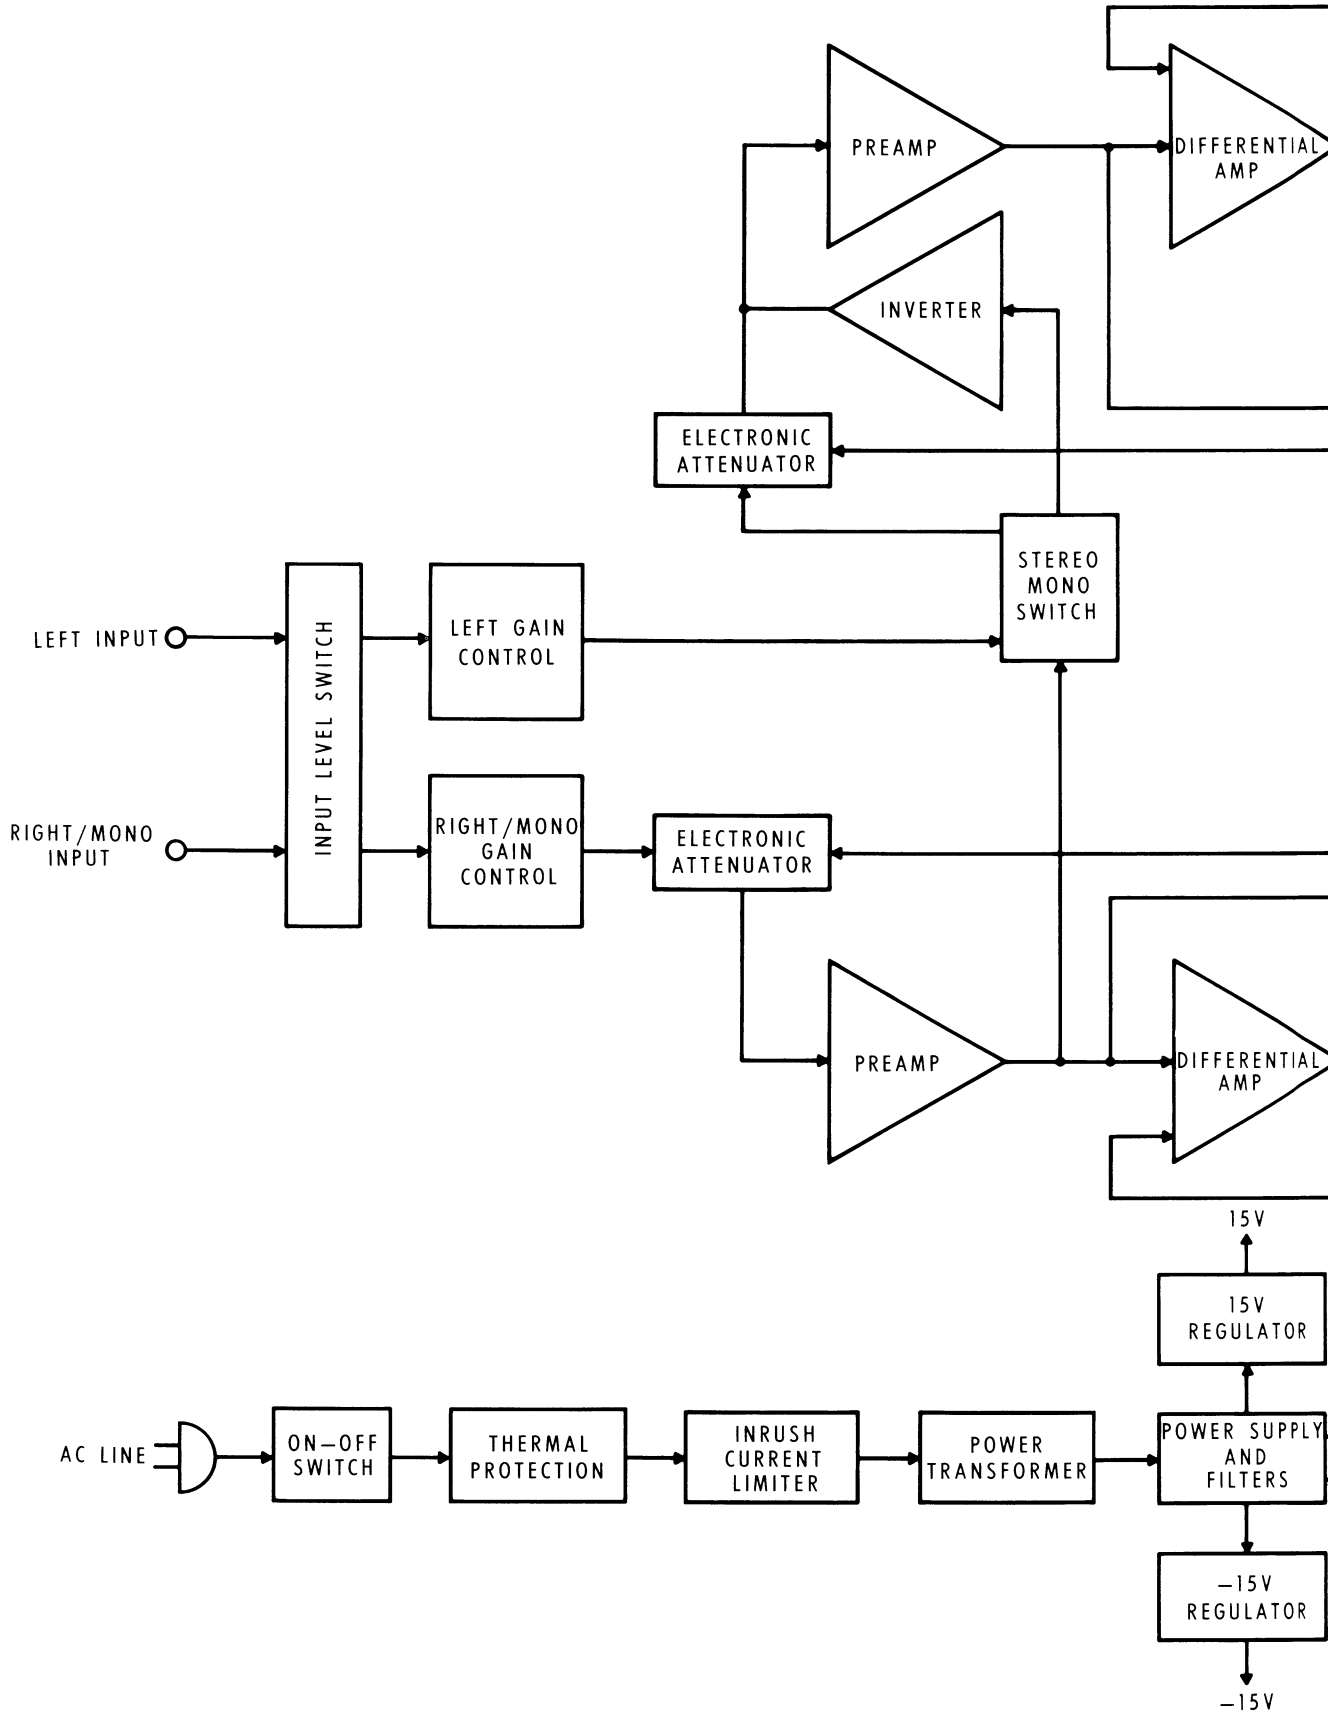 PREAMP
DIFFERENTIAL
AMP
INVERTER
ELECTRONIC
ATTENUATOR
STEREO
MONO
SWITCH
LEFT INPUT
INPUT LEVEL SWITCH
LEFT GAIN
CONTROL
RIGHT/MONO
INPUT
RIGHT/MONO
GAIN
CONTROL
ELECTRONIC
ATTENUATOR
PREAMP
DIFFERENTIAL
AMP
15V
15V
REGULATOR
AC LINE
ON–OFF
SWITCH
THERMAL
PROTECTION
INRUSH
CURRENT
LIMITER
POWER
TRANSFORMER
POWER SUPPLY
AND
FILTERS
–15V
REGULATOR
–15V